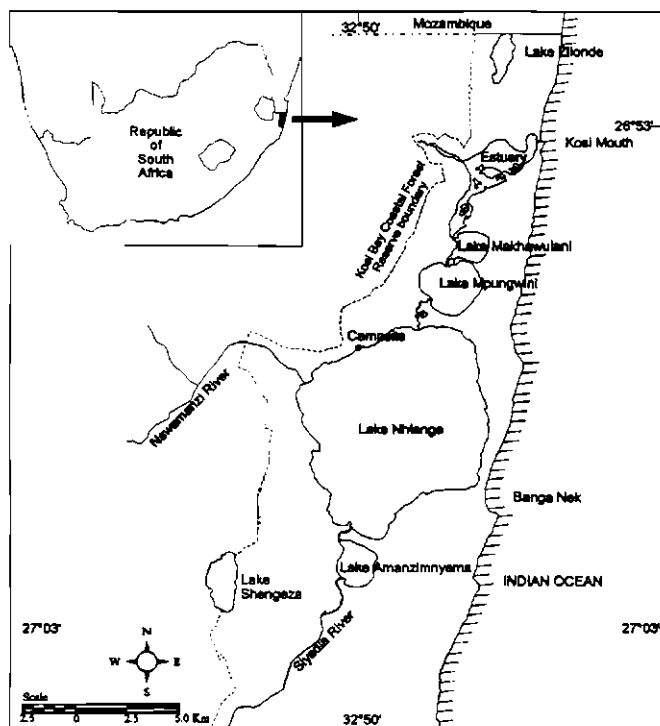 32°50'
Mozambique
Lake Zilonde
26°53'
Republic
of
South
Africa
Kosi Mouth
Estuary
Kosi Bay Coastal Forest
Reserve boundary
Lake Makhawulani
Lake Mpungwini
Campsite
Nswamanzi River
Lake Nhlange
Banga Nek
Lake Amanzimnyama
Lake
Shengeza
INDIAN OCEAN
27°03'
27°03'
Siyadla River
N
W
E
S
Scale
2.5 0 2.5 5.0 Km
32°50'